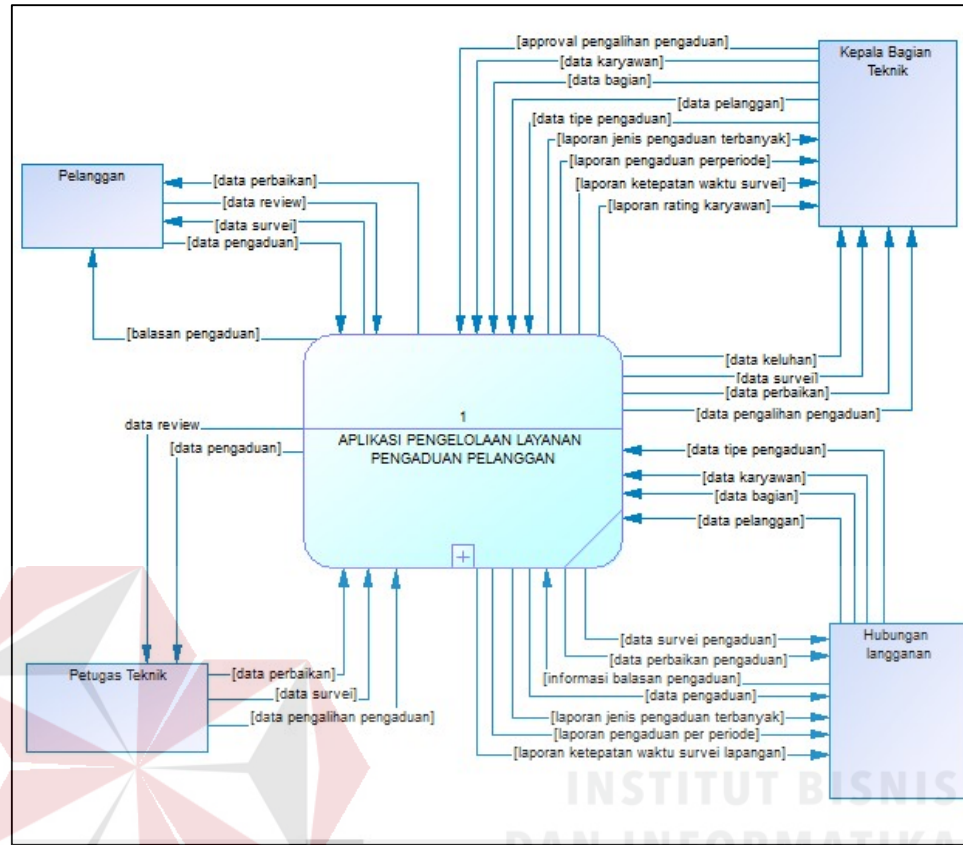 [approval pengalihan pengaduan]
[data karyawan]
[data bagian]
[data pelanggan]
[data tipe pengaduan]
[laporan jenis pengaduan terbanyak]
[laporan pengaduan perperiode]
[laporan ketepatan waktu survei]
[laporan rating karyawan]
Kepala Bagian
Teknik
Pelanggan
[data perbaikan]
[data review]
[data survei]
[data pengaduan]
[balasan pengaduan]
[data keluhan]
[data survei]
[data perbaikan]
[data pengalihan pengaduan]
1
APLIKASI PENGELOLAAN LAYANAN
PENGADUAN PELANGGAN
data review
[data pengaduan]
[data tipe pengaduan]
[data karyawan]
[data bagian]
[data pelanggan]
Petugas Teknik
[data perbaikan]
[data survei]
[data pengalihan pengaduan]
Hubungan
langganan
[data survei pengaduan]
[data perbaikan pengaduan]
[informasi balasan pengaduan]
[data pengaduan]
[laporan jenis pengaduan terbanyak]
[laporan pengaduan per periode]
[laporan ketepatan waktu survei lapangan]
INSTITUT BISNIS
DAN INFORMATIKA